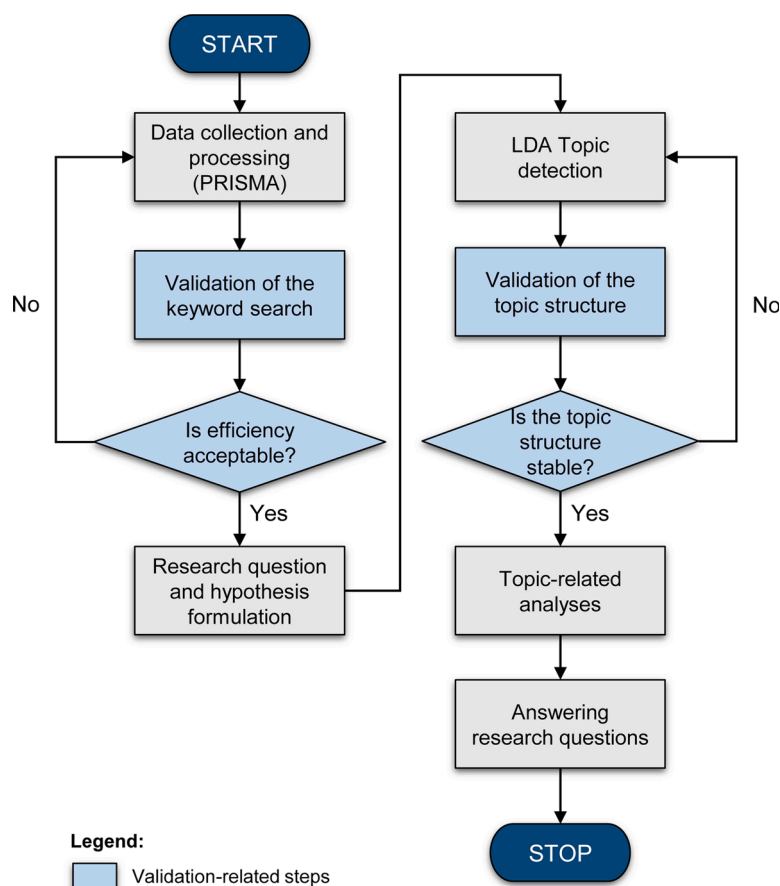 START
Data collection and
processing
(PRISMA)
Validation of the
keyword search
No
Is efficiency
acceptable?
Yes
Research question
and hypothesis
formulation
LDA Topic
detection
Validation of the
topic structure
No
Is the topic
structure
stable?
Yes
Topic-related
analyses
Answering
research questions
STOP
Legend:
Validation-related steps